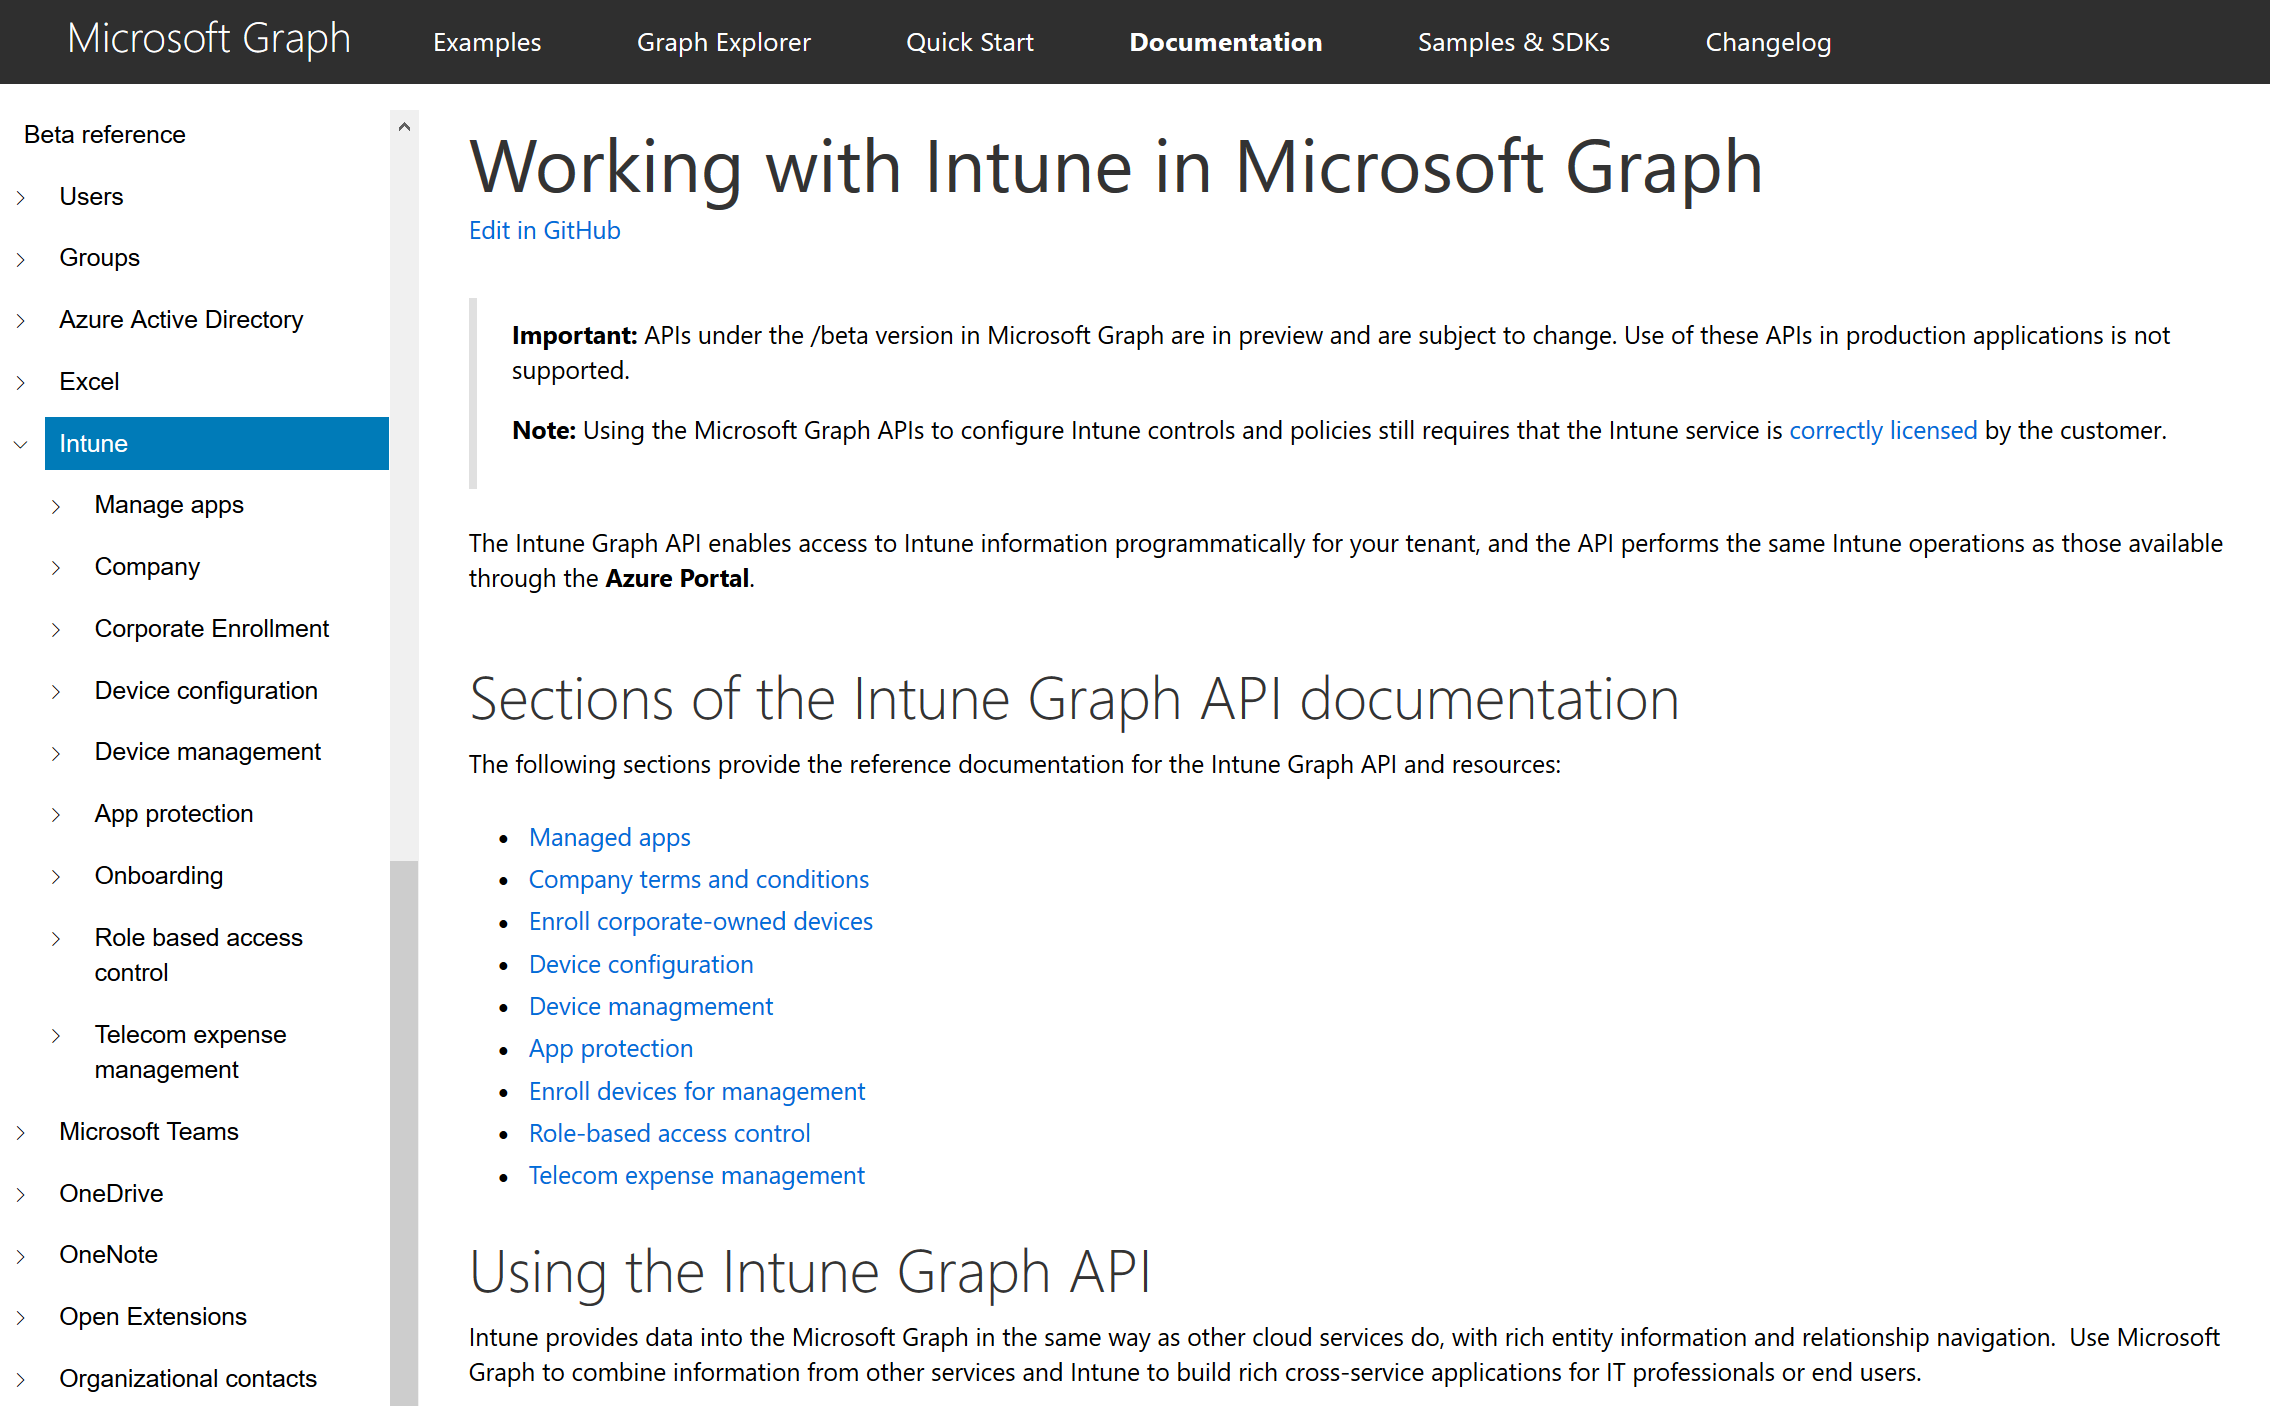 Microsoft Graph
Examples
Graph Explorer
Quick Start
Documentation
Samples & SDKs
Changelog
Beta reference
Users
Groups
Azure Active Directory
Excel
Intune
Manage apps
Company
Corporate Enrollment
Device configuration
Device management
App protection
Onboarding
Role based access
control
Telecom expense
management
Microsoft Teams
OneDrive
OneNote
Open Extensions
Organizational contacts
Working with Intune in Microsoft Graph
Edit in GitHub
Important: APIs under the /beta version in Microsoft Graph are in preview and are subject to change. Use of these APIs in production applications is not
supported.
Note: Using the Microsoft Graph APIs to configure Intune controls and policies still requires that the Intune service is correctly licensed by the customer.
The Intune Graph API enables access to Intune information programmatically for your tenant, and the API performs the same Intune operations as those available
through the Azure Portal.
Sections of the Intune Graph API documentation
The following sections provide the reference documentation for the Intune Graph API and resources:
• Managed apps
• Company terms and conditions
• Enroll corporate-owned devices
• Device configuration
• Device managmement
• App protection
• Enroll devices for management
• Role-based access control
• Telecom expense management
Using the Intune Graph API
Intune provides data into the Microsoft Graph in the same way as other cloud services do, with rich entity information and relationship navigation.  Use Microsoft
Graph to combine information from other services and Intune to build rich cross-service applications for IT professionals or end users.